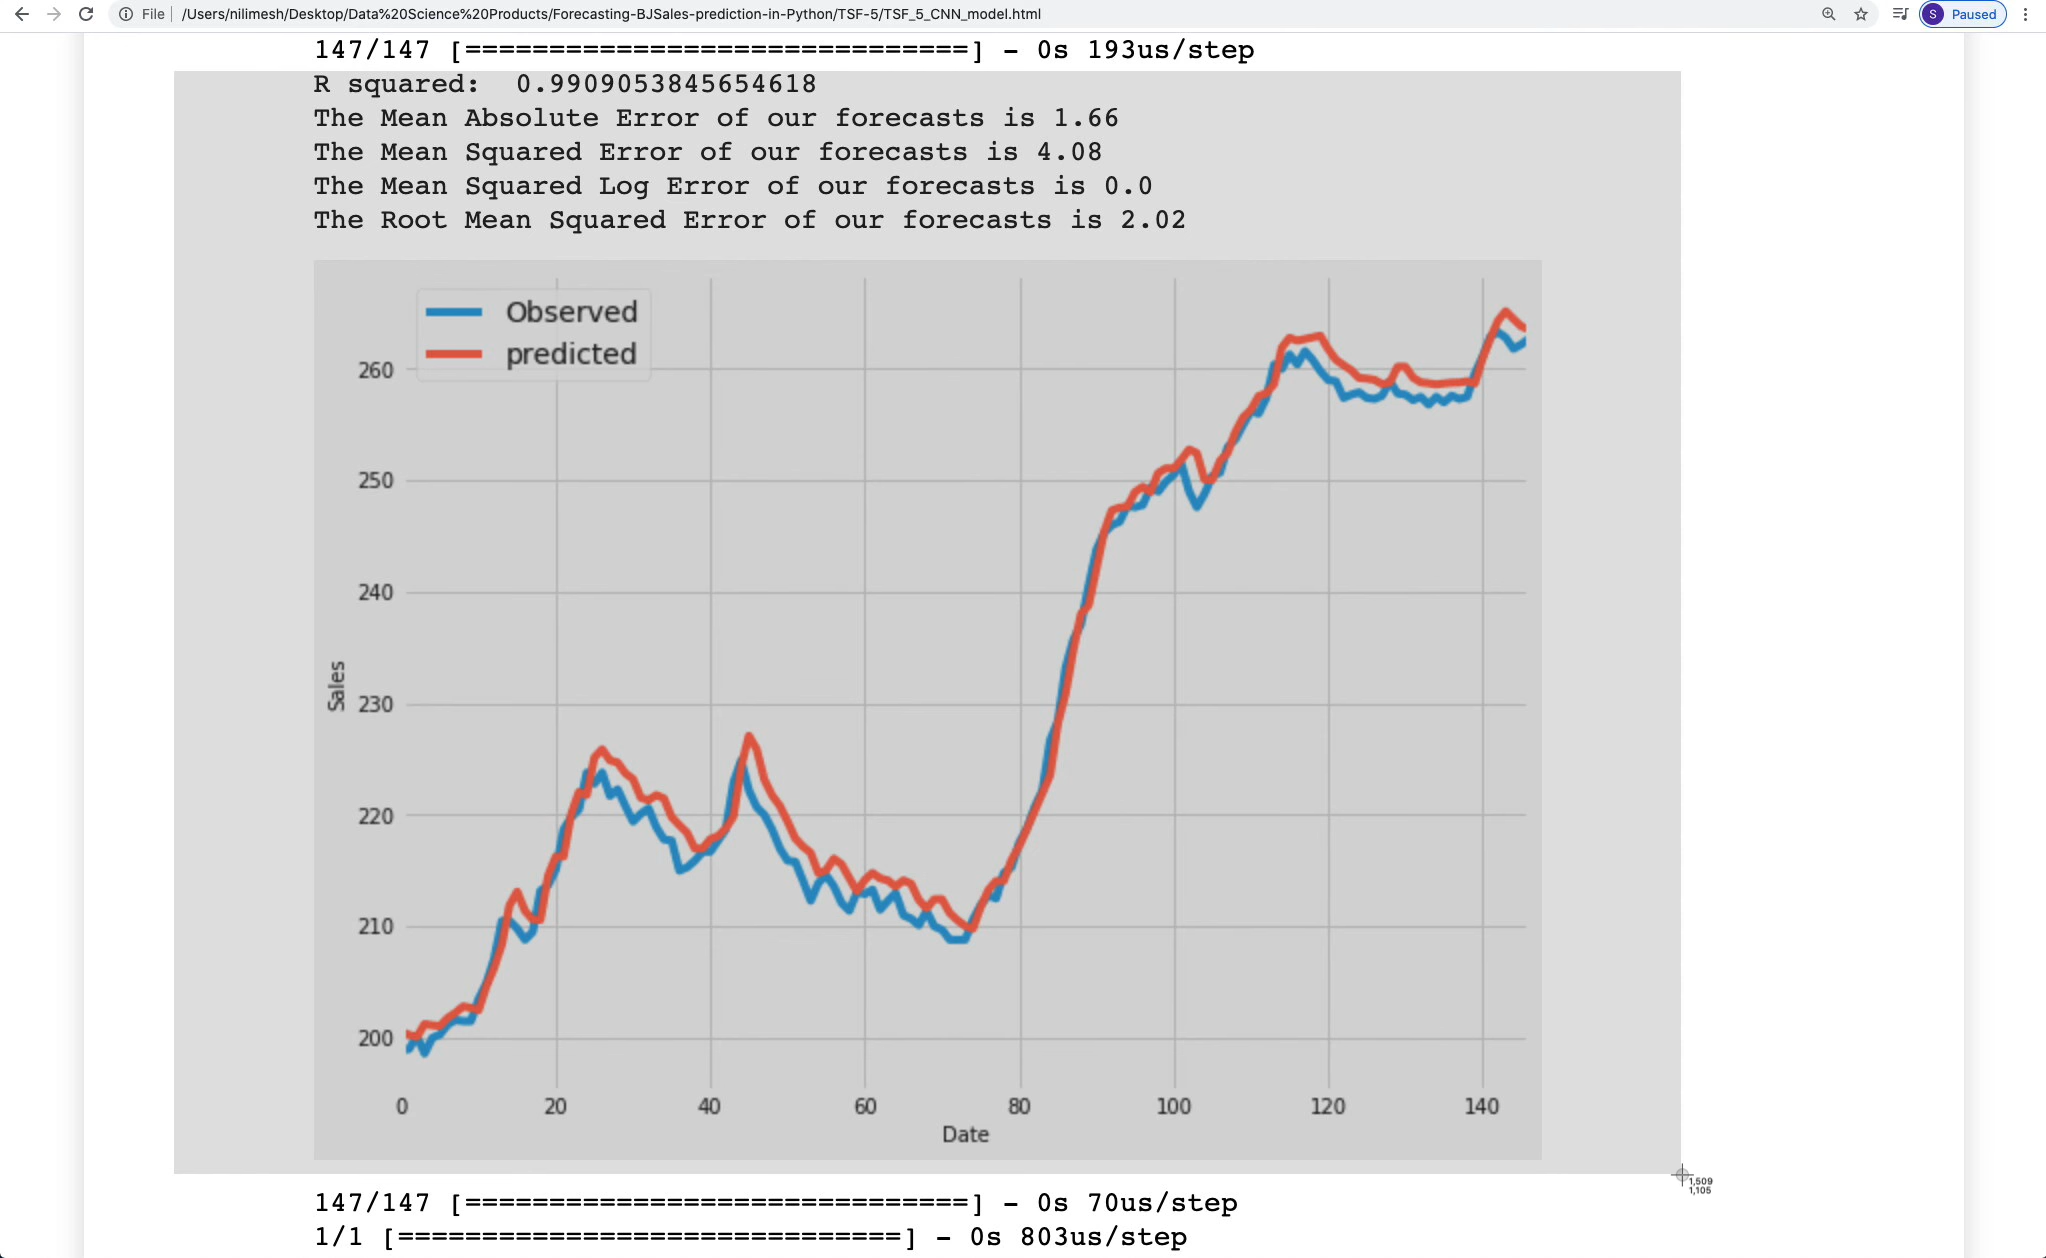 File
/Users/nilimesh/Desktop/Data%20Science%20Products/Forecasting-BJSales-prediction-in-Python/TSF-5/TSF_5_CNN_model.html
S Paused
147/147 [==============================] - 0s 193us/step
R squared:  0.9909053845654618
The Mean Absolute Error of our forecasts is 1.66
The Mean Squared Error of our forecasts is 4.08
The Mean Squared Log Error of our forecasts is 0.0
The Root Mean Squared Error of our forecasts is 2.02
Observed
predicted
260
250
240
230
220
210
200
Sales
0 20 40 60 80 100 120 140
Date
1,509
1,105
147/147 [==============================] - 0s 70us/step
1/1 [==============================] - 0s 803us/step